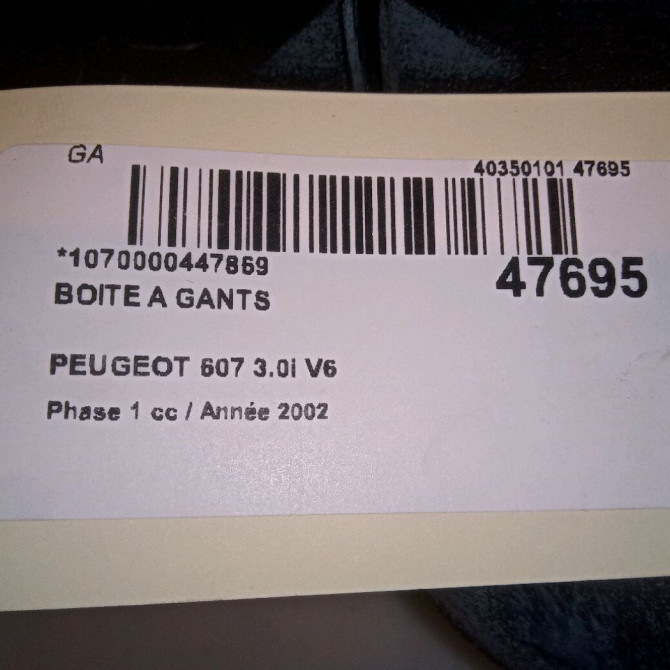 GA
40350101 47695
*1070000447869
47695
BOITE A GANTS
PEUGEOT 607 3.0i V6
Phase 1 cc / Année 2002